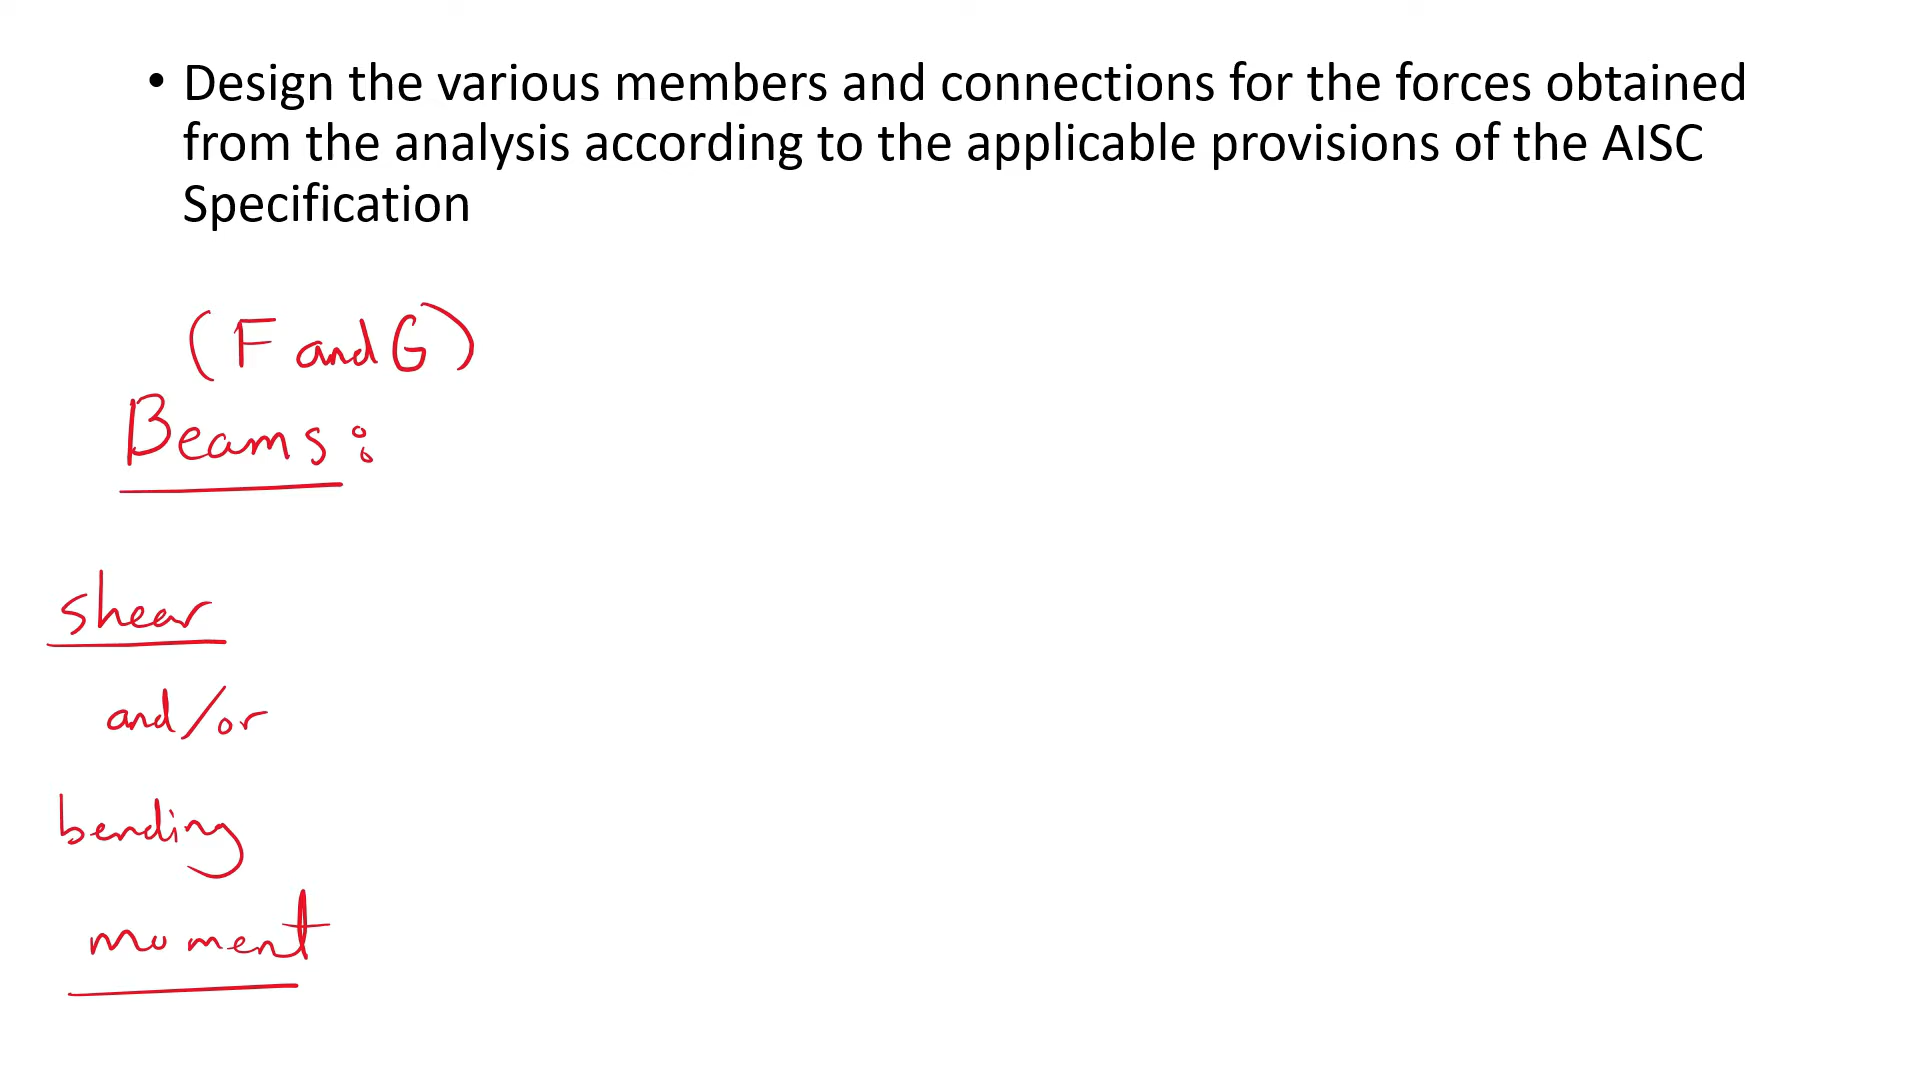 • Design the various members and connections for the forces obtained
from the analysis according to the applicable provisions of the AISC
Specification
(F and G)
Beams:
shear
and/or
bending
moment